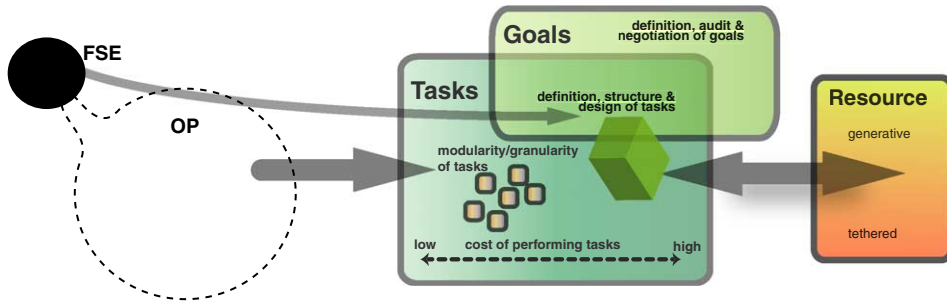 FSE
OP
Goals
definition, audit &
negotiation of goals
Tasks
definition, structure &
design of tasks
modularity/granularity
of tasks
low
cost of performing tasks
high
Resource
generative
tethered